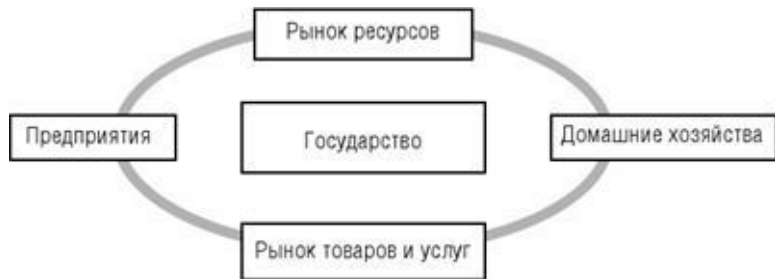 Рынок ресурсов
Предприятия
Государство
Домашние хозяйства
Рынок товаров и услуг